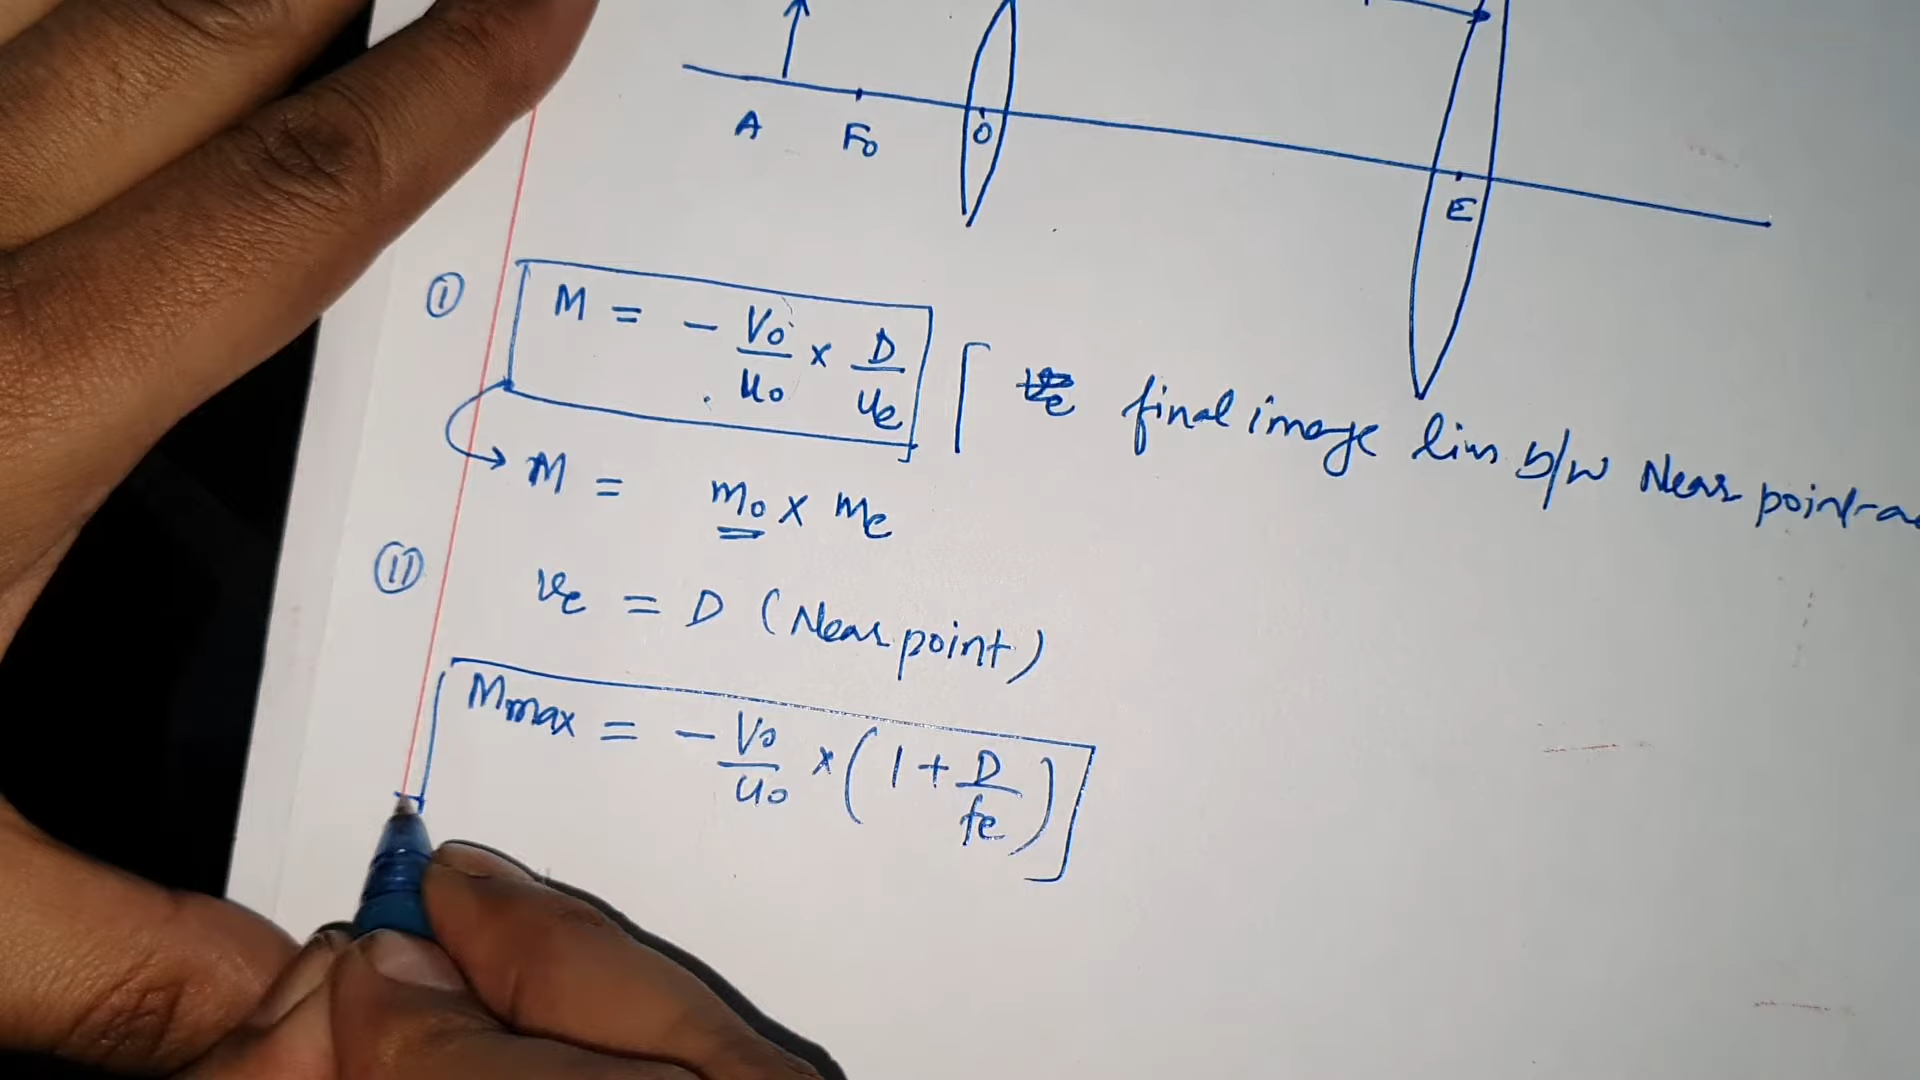 A F₀ O
E
① M = - V₀/u₀ × D/uₑ [ final image lies b/w Near point
M = m₀ × mₑ
② vₑ = D (Near point)
Mmax = - V₀/u₀ × (1 + D/fₑ)